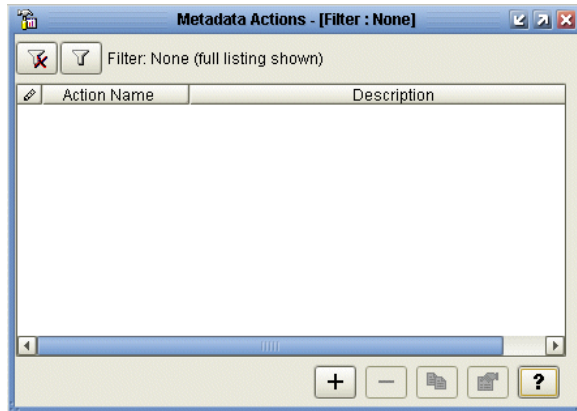 Metadata Actions - [Filter : None]
Filter: None (full listing shown)
Action Name Description
+ − ?